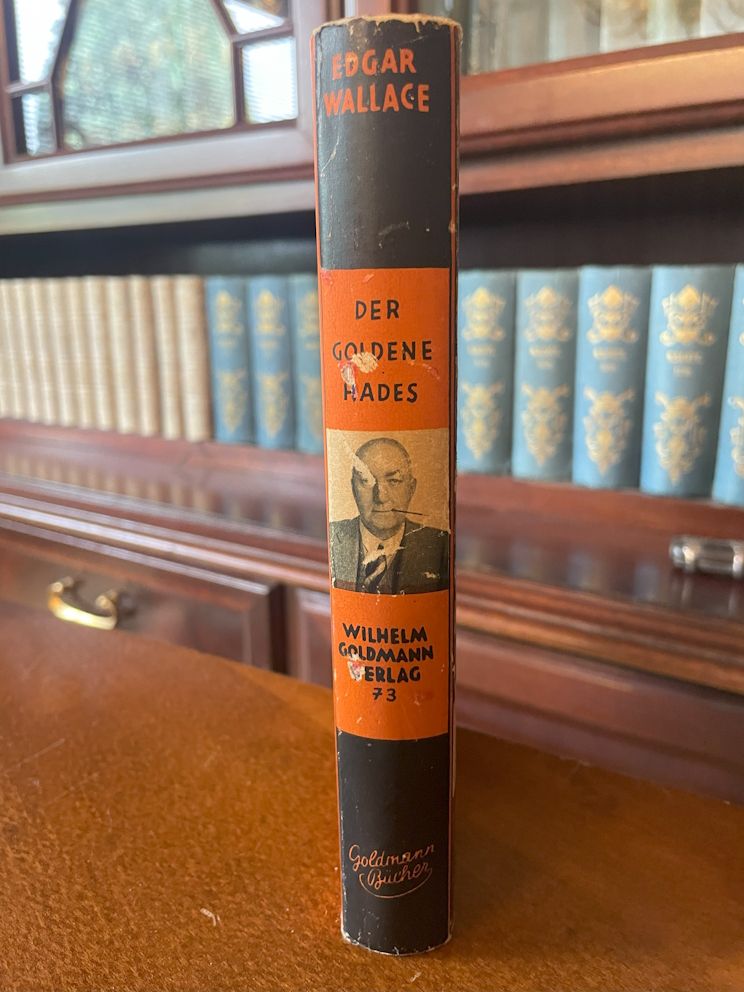 EDGAR
WALLACE
DER
GOLDENE
HADES
WILHELM
GOLDMANN
VERLAG
73
Goldmann
Bücher